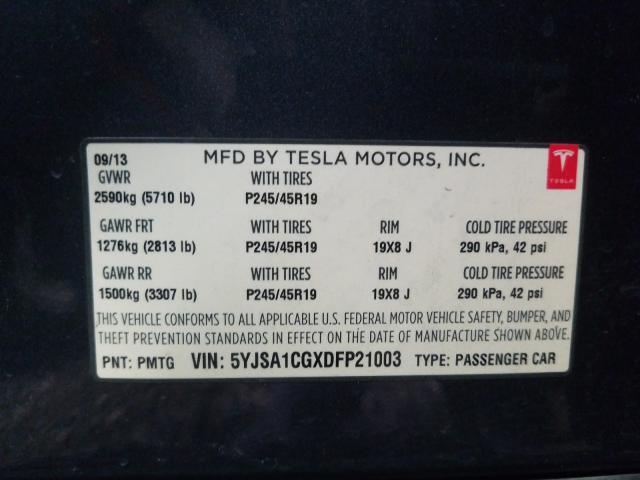 09/13 MFD BY TESLA MOTORS, INC.
TESLA
GVWR WITH TIRES
2590kg (5710 lb) P245/45R19
GAWR FRT WITH TIRES RIM COLD TIRE PRESSURE
1276kg (2813 lb) P245/45R19 19X8 J 290 kPa, 42 psi
GAWR RR WITH TIRES RIM COLD TIRE PRESSURE
1500kg (3307 lb) P245/45R19 19X8 J 290 kPa, 42 psi
THIS VEHICLE CONFORMS TO ALL APPLICABLE U.S. FEDERAL MOTOR VEHICLE SAFETY, BUMPER, AND
THEFT PREVENTION STANDARDS IN EFFECT ON THE DATE OF MANUFACTURE SHOWN ABOVE.
PNT: PMTG VIN: 5YJSA1CGXDFP21003 TYPE: PASSENGER CAR